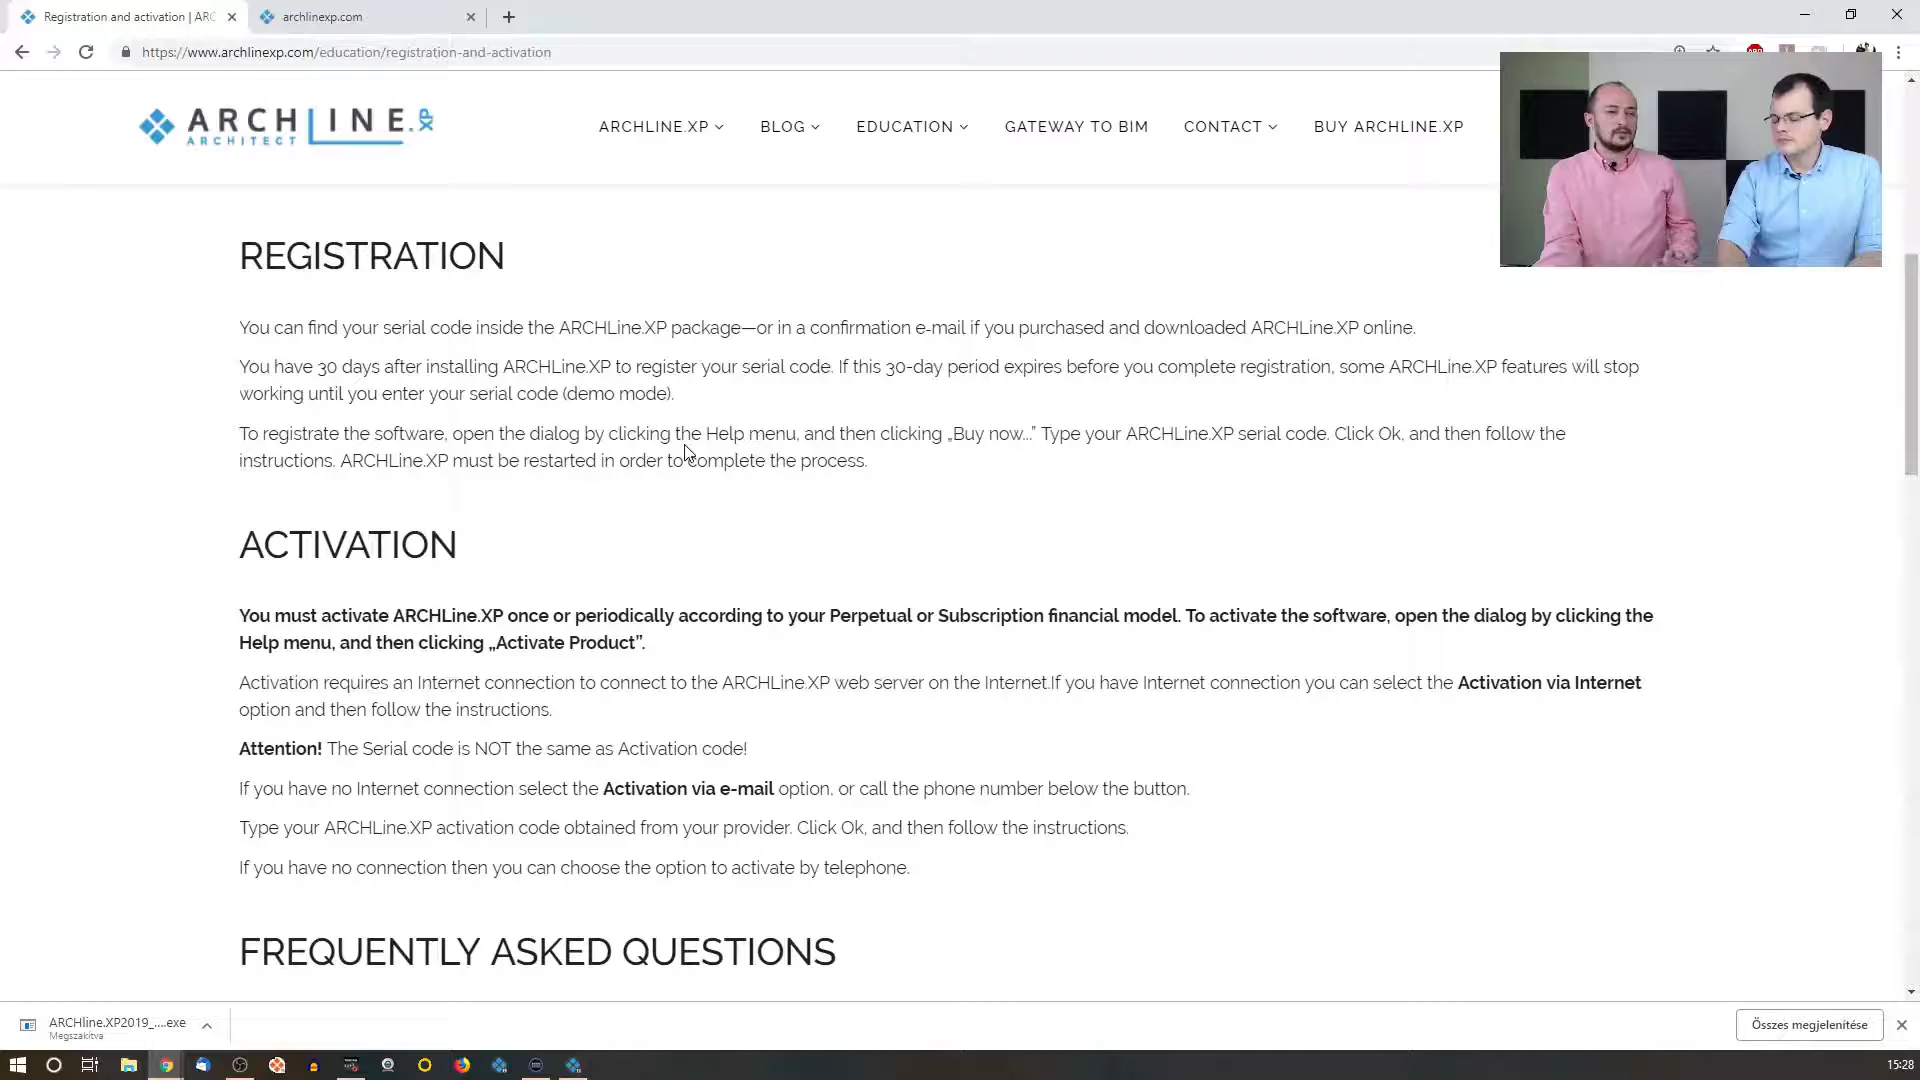 Registration and activation | ARC
archlinexp.com
https://www.archlinexp.com/education/registration-and-activation
ARCHLINE.XP
ARCHITECT
ARCHLINE.XP
BLOG
EDUCATION
GATEWAY TO BIM
CONTACT
BUY ARCHLINE.XP
REGISTRATION
You can find your serial code inside the ARCHLine.XP package—or in a confirmation e-mail if you purchased and downloaded ARCHLine.XP online.
You have 30 days after installing ARCHLine.XP to register your serial code. If this 30-day period expires before you complete registration, some ARCHLine.XP features will stop
working until you enter your serial code (demo mode).
To registrate the software, open the dialog by clicking the Help menu, and then clicking „Buy now...” Type your ARCHLine.XP serial code. Click Ok, and then follow the
instructions. ARCHLine.XP must be restarted in order to complete the process.
ACTIVATION
You must activate ARCHLine.XP once or periodically according to your Perpetual or Subscription financial model. To activate the software, open the dialog by clicking the
Help menu, and then clicking „Activate Product”.
Activation requires an Internet connection to connect to the ARCHLine.XP web server on the Internet.If you have Internet connection you can select the Activation via Internet
option and then follow the instructions.
Attention! The Serial code is NOT the same as Activation code!
If you have no Internet connection select the Activation via e-mail option, or call the phone number below the button.
Type your ARCHLine.XP activation code obtained from your provider. Click Ok, and then follow the instructions.
If you have no connection then you can choose the option to activate by telephone.
FREQUENTLY ASKED QUESTIONS
ARCHline.XP2019_....exe
Megszakítva
Összes megjelenítése
15:28